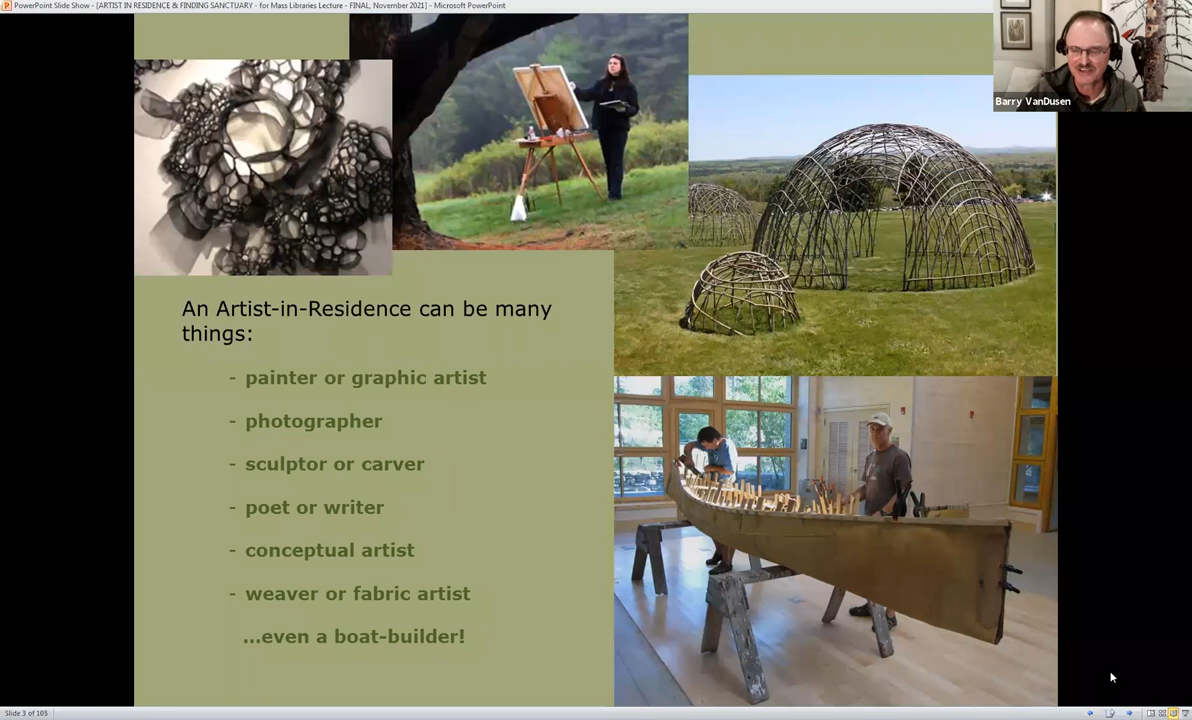 PowerPoint Slide Show - [ARTIST IN RESIDENCE & FINDING SANCTUARY - for Mass Libraries Lecture - FINAL, November 2021] - Microsoft PowerPoint
Barry VanDusen
An Artist-in-Residence can be many
things:
- painter or graphic artist
- photographer
- sculptor or carver
- poet or writer
- conceptual artist
- weaver or fabric artist
...even a boat-builder!
Slide 3 of 105